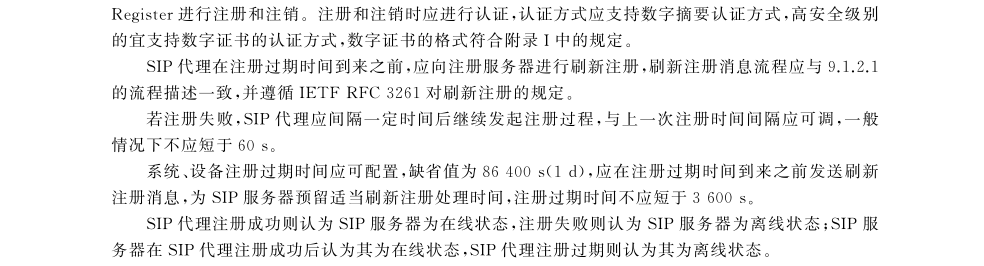 Register 进行注册和注销。注册和注销时应进行认证,认证方式应支持数字摘要认证方式,高安全级别
的宜支持数字证书的认证方式,数字证书的格式符合附录 I 中的规定。
SIP 代理在注册过期时间到来之前,应向注册服务器进行刷新注册,刷新注册消息流程应与 9.1.2.1
的流程描述一致,并遵循 IETF RFC 3261 对刷新注册的规定。
若注册失败,SIP 代理应间隔一定时间后继续发起注册过程,与上一次注册时间间隔应可调,一般
情况下不应短于 60 s。
系统、设备注册过期时间应可配置,缺省值为 86 400 s(1 d),应在注册过期时间到来之前发送刷新
注册消息,为 SIP 服务器预留适当刷新注册处理时间,注册过期时间不应短于 3 600 s。
SIP 代理注册成功则认为 SIP 服务器为在线状态,注册失败则认为 SIP 服务器为离线状态;SIP 服
务器在 SIP 代理注册成功后认为其为在线状态,SIP 代理注册过期则认为其为离线状态。